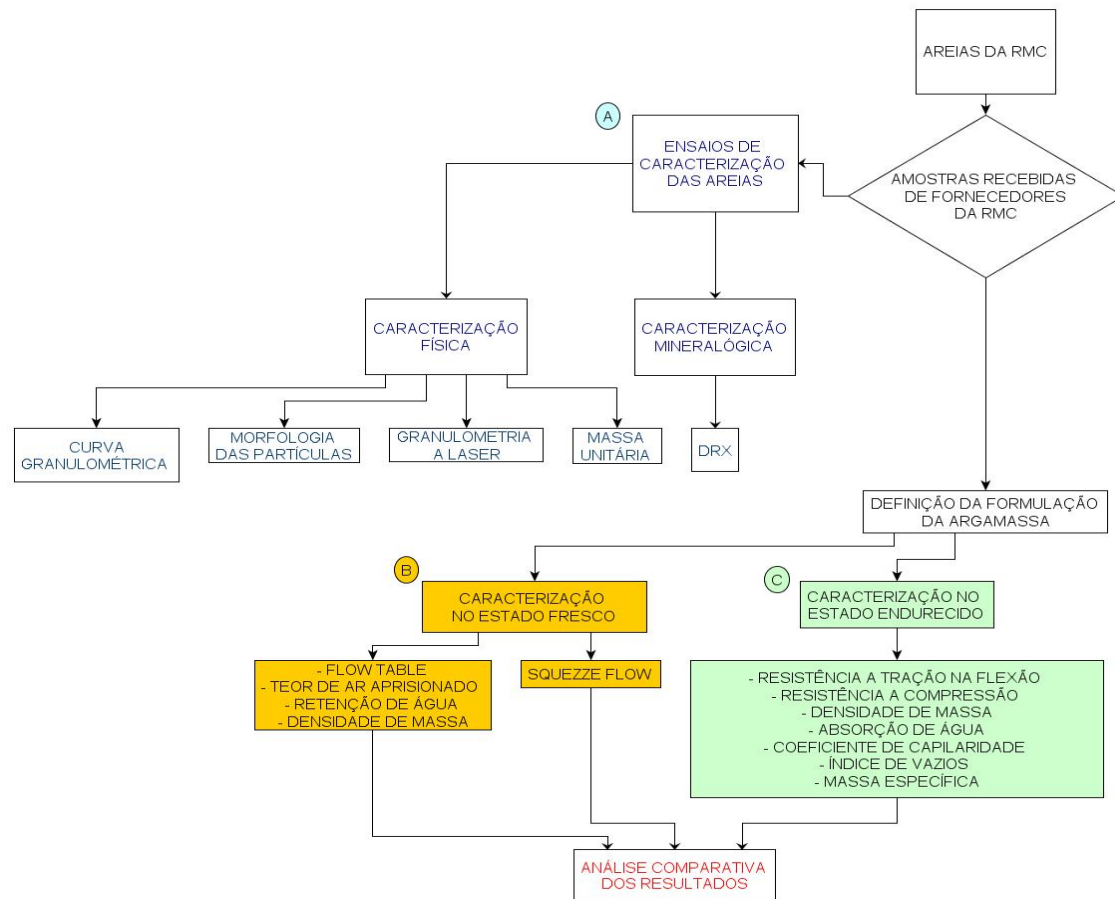 AREIAS DA RMC
A
ENSAIOS DE
CARACTERIZAÇÃO
DAS AREIAS
AMOSTRAS RECEBIDAS
DE FORNECEDORES
DA RMC
CARACTERIZAÇÃO
FÍSICA
CARACTERIZAÇÃO
MINERALÓGICA
CURVA
GRANULOMÉTRICA
MORFOLOGIA
DAS PARTÍCULAS
GRANULOMETRIA
A LASER
MASSA
UNITÁRIA
DRX
DEFINIÇÃO DA FORMULAÇÃO
DA ARGAMASSA
B
CARACTERIZAÇÃO
NO ESTADO FRESCO
C
CARACTERIZAÇÃO NO
ESTADO ENDURECIDO
- FLOW TABLE
- TEOR DE AR APRISIONADO
- RETENÇÃO DE ÁGUA
- DENSIDADE DE MASSA
SQUEZZE FLOW
- RESISTÊNCIA A TRAÇÃO NA FLEXÃO
- RESISTÊNCIA A COMPRESSÃO
- DENSIDADE DE MASSA
- ABSORÇÃO DE ÁGUA
- COEFICIENTE DE CAPILARIDADE
- ÍNDICE DE VAZIOS
- MASSA ESPECÍFICA
ANÁLISE COMPARATIVA
DOS RESULTADOS